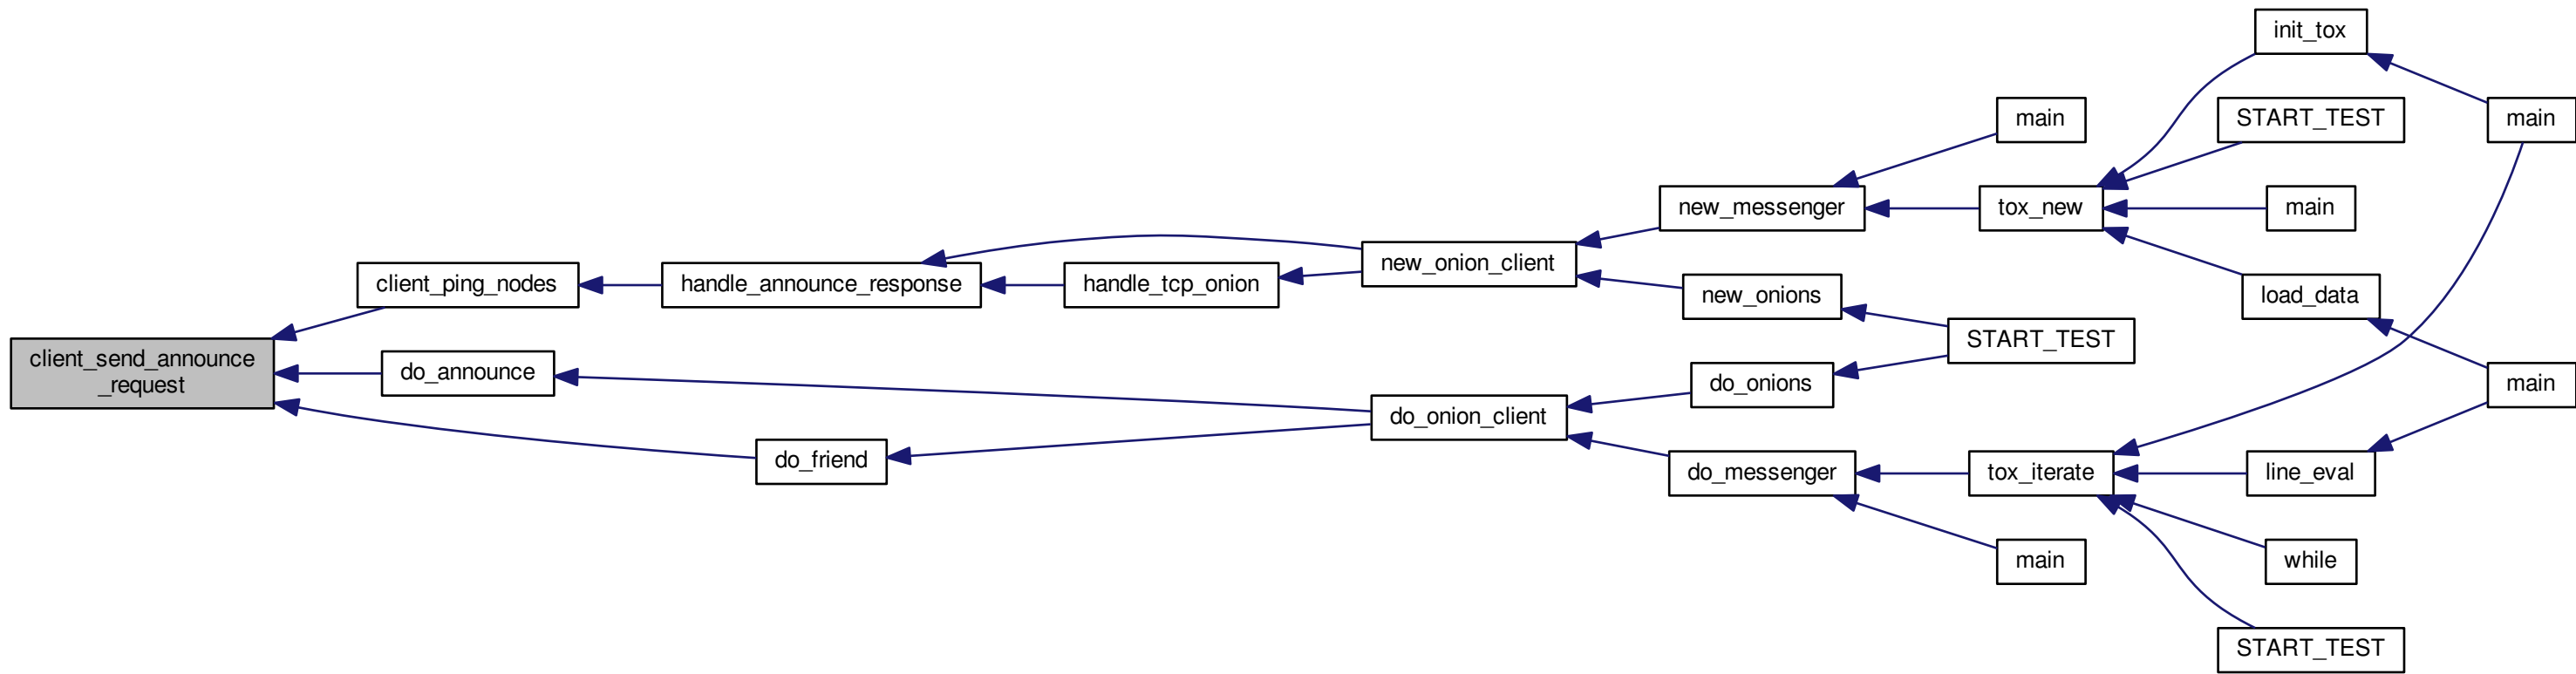 client_send_announce
_request
client_ping_nodes
do_announce
do_friend
handle_announce_response
handle_tcp_onion
new_onion_client
do_onion_client
new_messenger
new_onions
do_onions
do_messenger
main
tox_new
START_TEST
tox_iterate
main
init_tox
START_TEST
main
load_data
line_eval
while
START_TEST
main
main